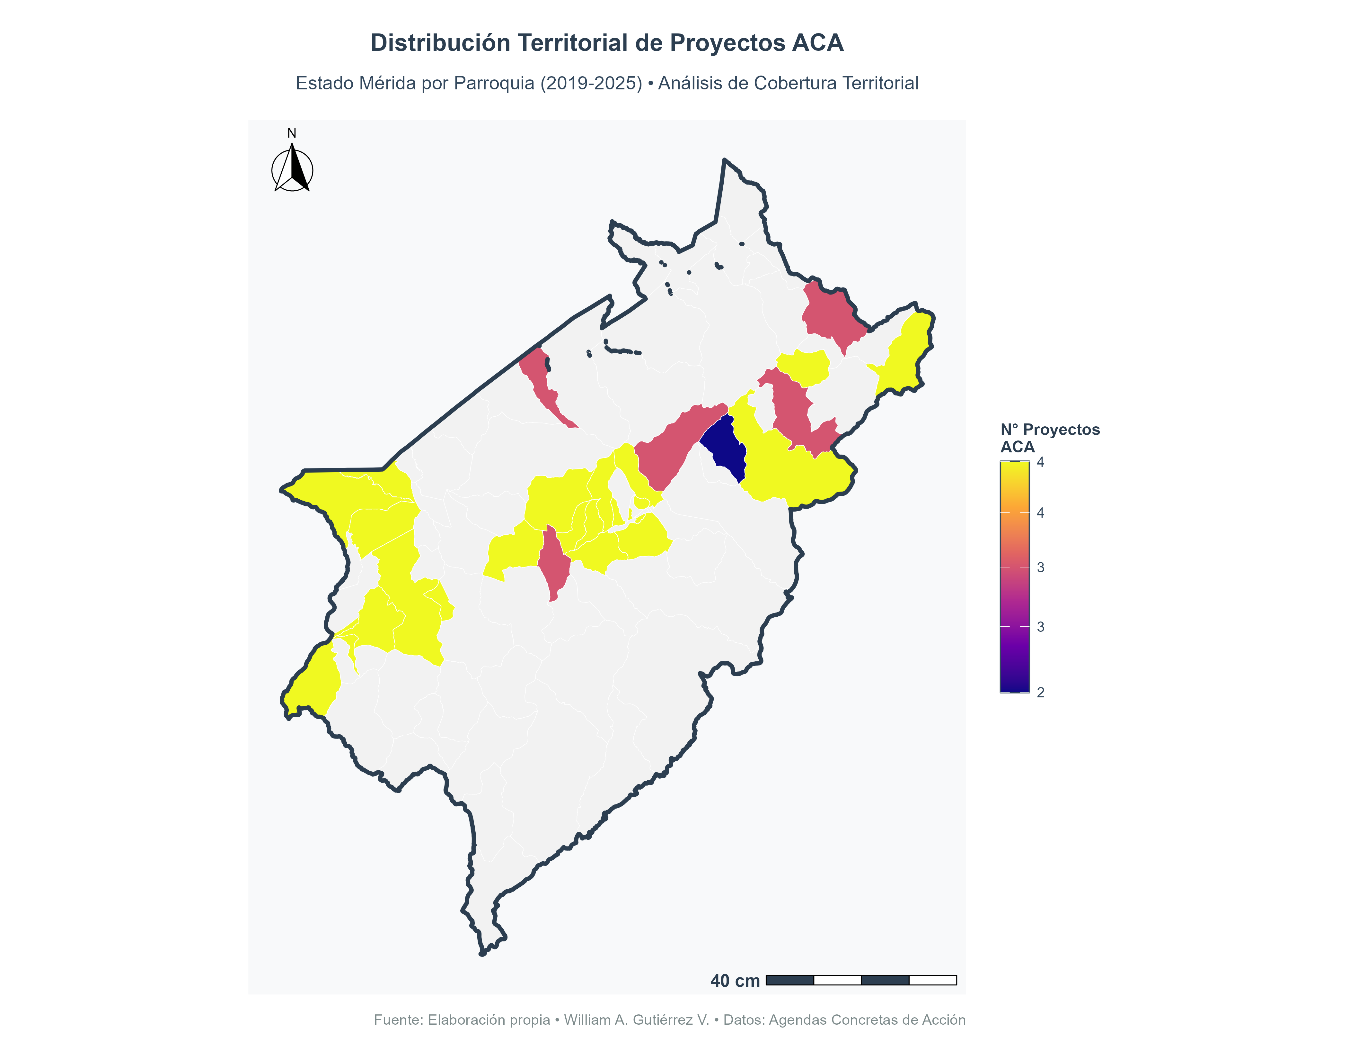 Distribución Territorial de Proyectos ACA
Estado Mérida por Parroquia (2019-2025) • Análisis de Cobertura Territorial
N
N° Proyectos
ACA
4
4
3
3
2
40 cm
Fuente: Elaboración propia • William A. Gutiérrez V. • Datos: Agendas Concretas de Acción